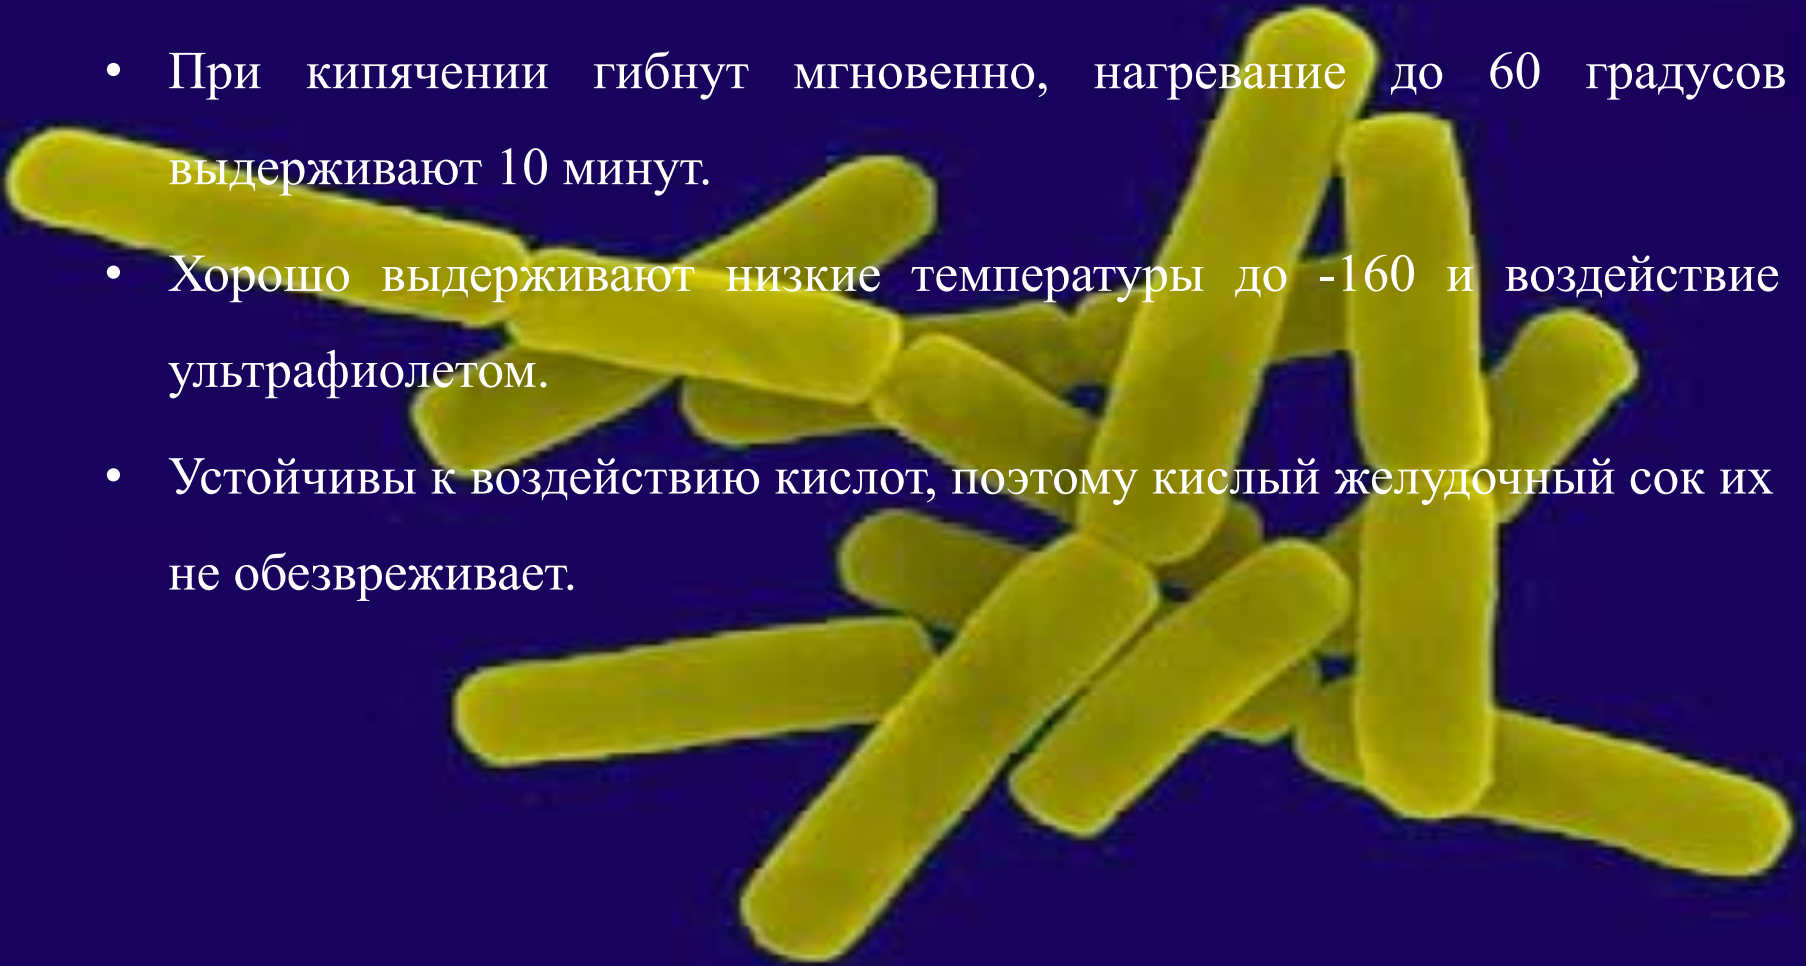 • При кипячении гибнут мгновенно, нагревание до 60 градусов
выдерживают 10 минут.
• Хорошо выдерживают низкие температуры до -160 и воздействие
ультрафиолетом.
• Устойчивы к воздействию кислот, поэтому кислый желудочный сок их
не обезвреживает.